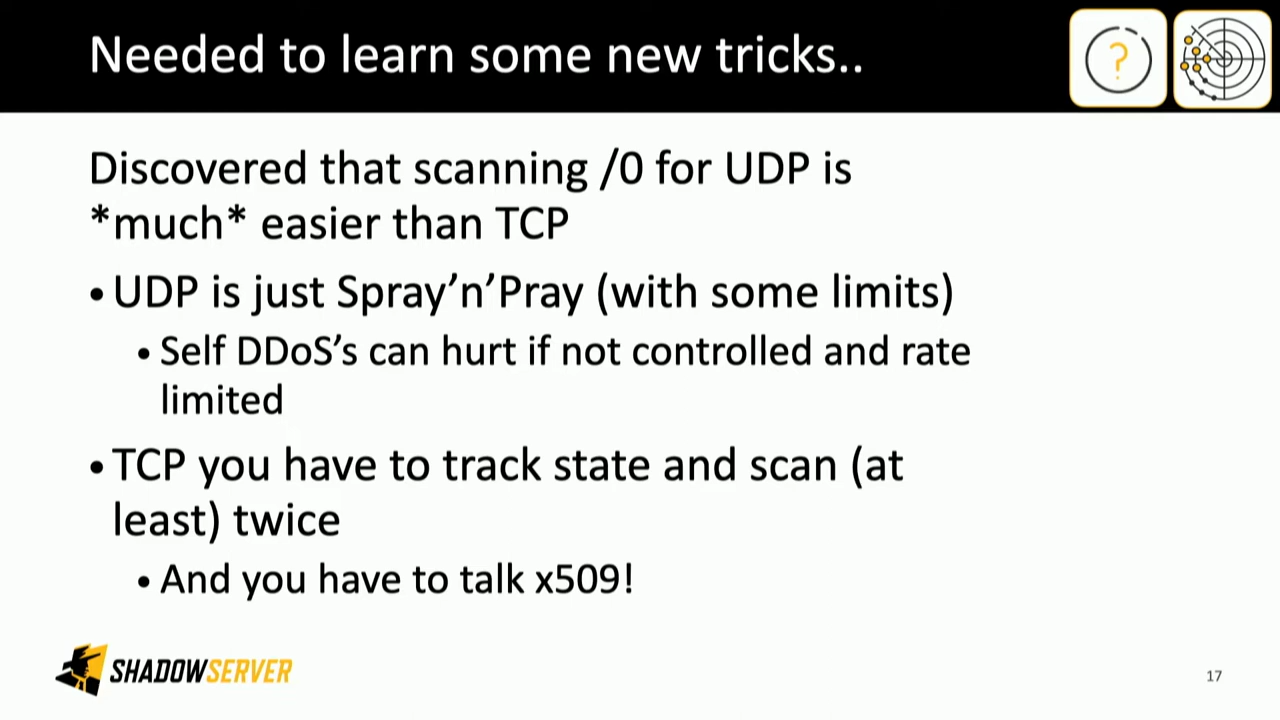 Needed to learn some new tricks..
?
Discovered that scanning /0 for UDP is
*much* easier than TCP
• UDP is just Spray’n’Pray (with some limits)
• Self DDoS’s can hurt if not controlled and rate
limited
• TCP you have to track state and scan (at
least) twice
• And you have to talk x509!
SHADOWSERVER
17